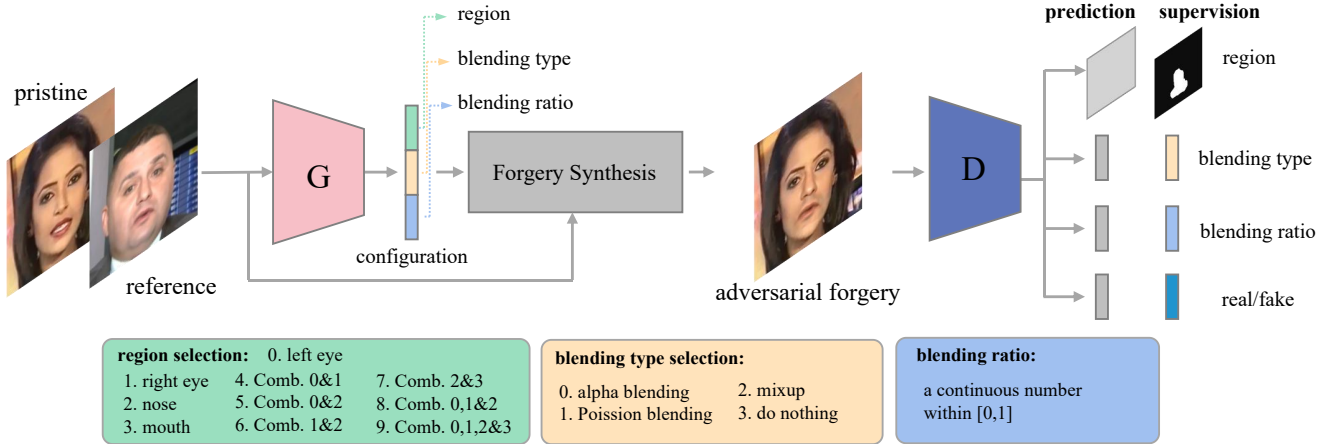 region
blending type
blending ratio
pristine
reference
G
configuration
Forgery Synthesis
adversarial forgery
D
prediction supervision
region
blending type
blending ratio
real/fake
region selection: 0. left eye
1. right eye 4. Comb. 0&1 7. Comb. 2&3
2. nose 5. Comb. 0&2 8. Comb. 0,1&2
3. mouth 6. Comb. 1&2 9. Comb. 0,1,2&3
blending type selection:
0. alpha blending 2. mixup
1. Poission blending 3. do nothing
blending ratio:
a continuous number
within [0,1]